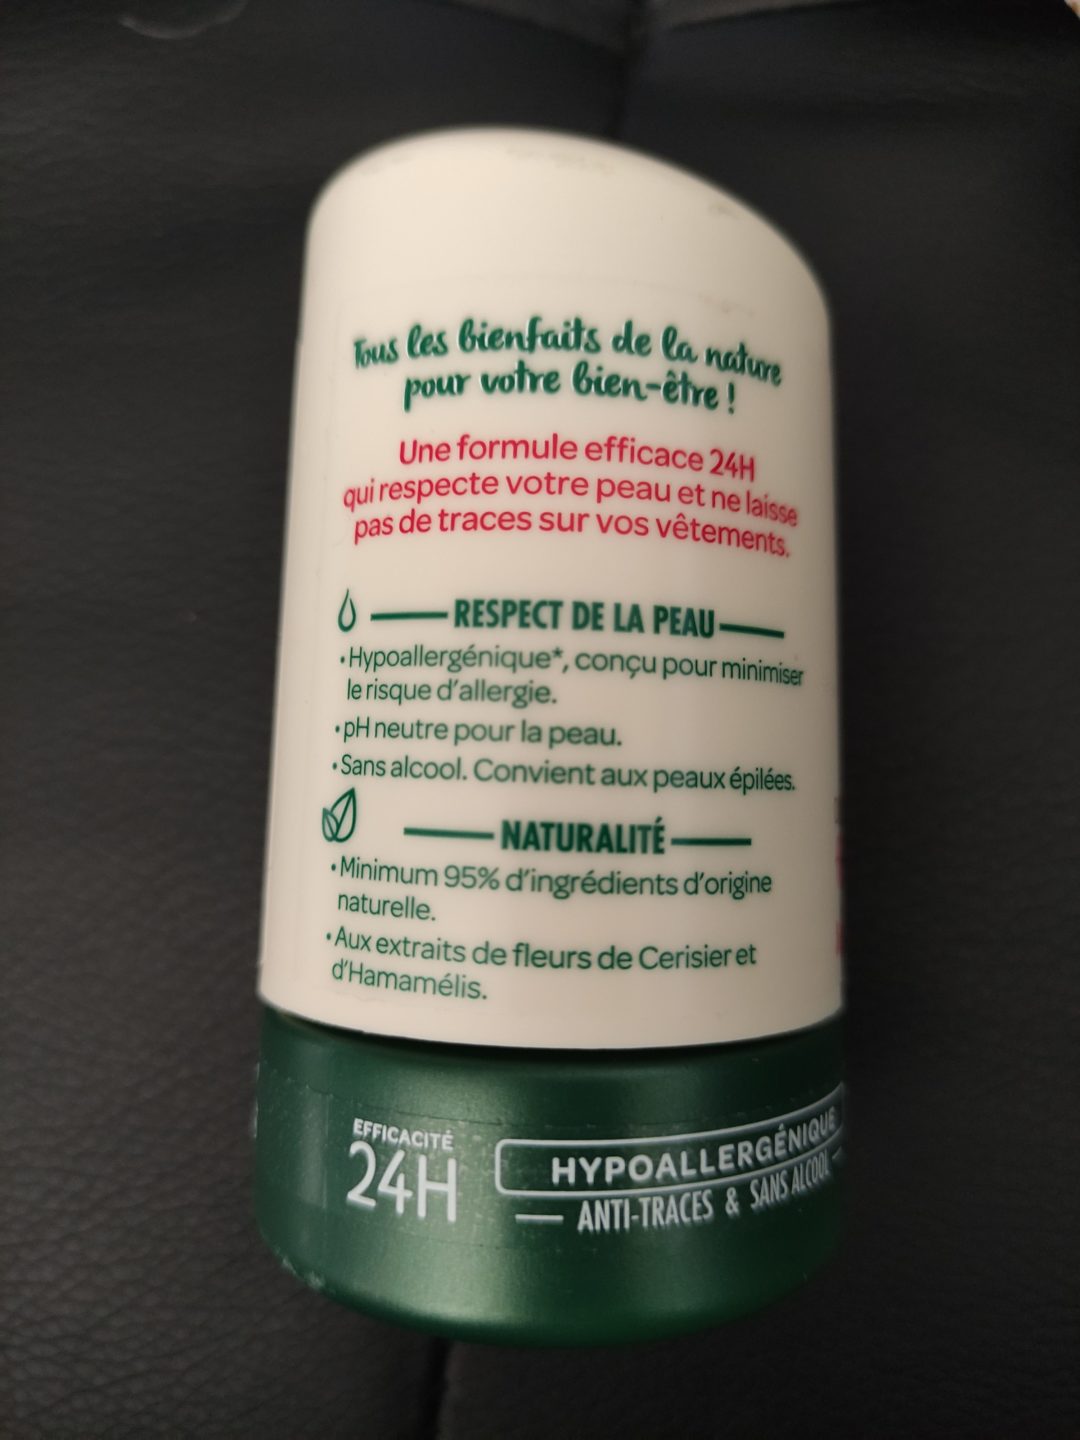 Tous les bienfaits de la nature
pour votre bien-être !
Une formule efficace 24H
qui respecte votre peau et ne laisse
pas de traces sur vos vêtements.
RESPECT DE LA PEAU
•Hypoallergénique*, conçu pour minimiser
le risque d'allergie.
•pH neutre pour la peau.
•Sans alcool. Convient aux peaux épilées.
NATURALITÉ
•Minimum 95% d'ingrédients d'origine
naturelle.
•Aux extraits de fleurs de Cerisier et
d'Hamamélis.
EFFICACITÉ
24H
HYPOALLERGÉNIQUE
ANTI-TRACES & SANS ALCOOL